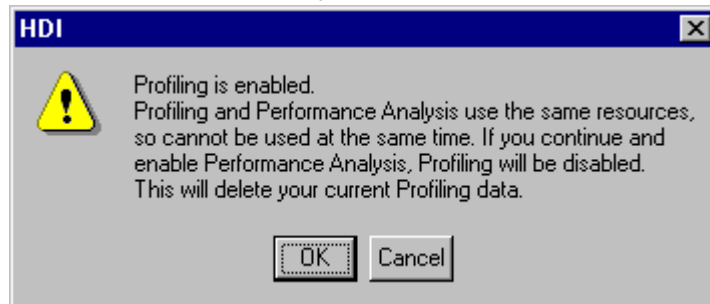 HDI
Profiling is enabled.
Profiling and Performance Analysis use the same resources,
so cannot be used at the same time. If you continue and
enable Performance Analysis, Profiling will be disabled.
This will delete your current Profiling data.
OK Cancel